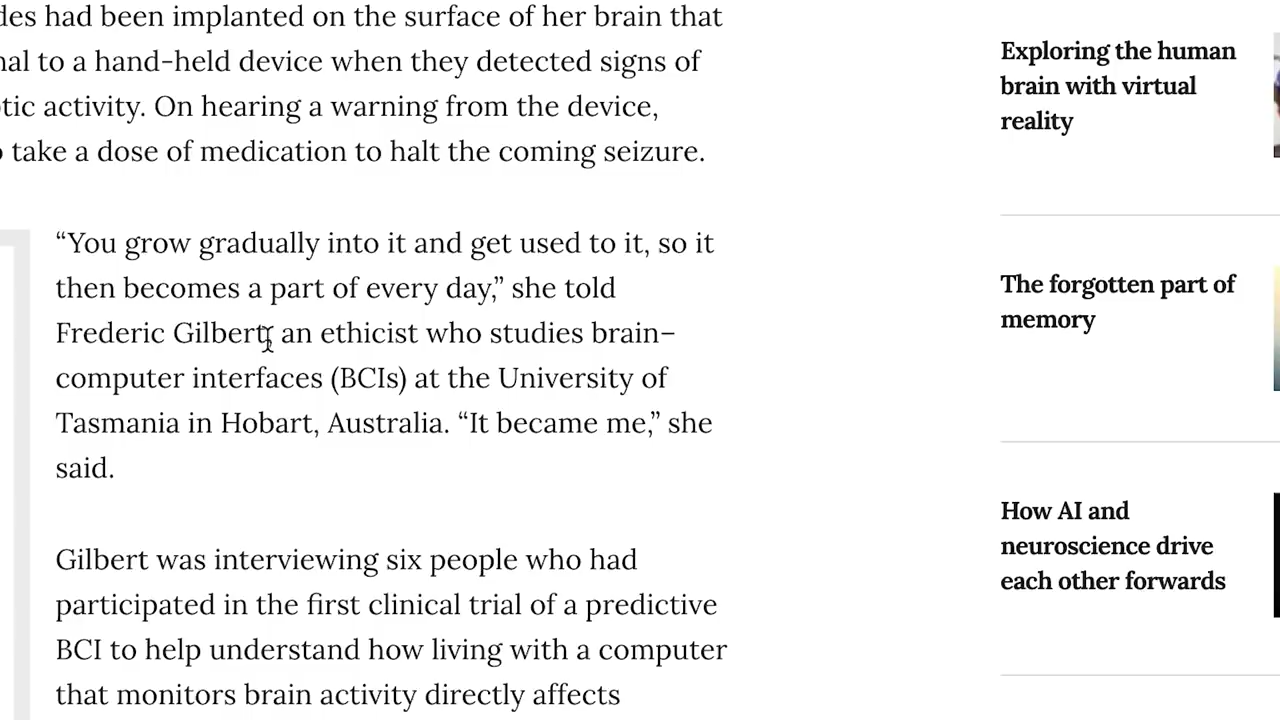 had been implanted on the surface of her brain that
to a hand-held device when they detected signs of
activity. On hearing a warning from the device,
take a dose of medication to halt the coming seizure.
“You grow gradually into it and get used to it, so it
then becomes a part of every day,” she told
Frederic Gilbert, an ethicist who studies brain–
computer interfaces (BCIs) at the University of
Tasmania in Hobart, Australia. “It became me,” she
said.
Gilbert was interviewing six people who had
participated in the first clinical trial of a predictive
BCI to help understand how living with a computer
that monitors brain activity directly affects
Exploring the human
brain with virtual
reality
The forgotten part of
memory
How AI and
neuroscience drive
each other forwards